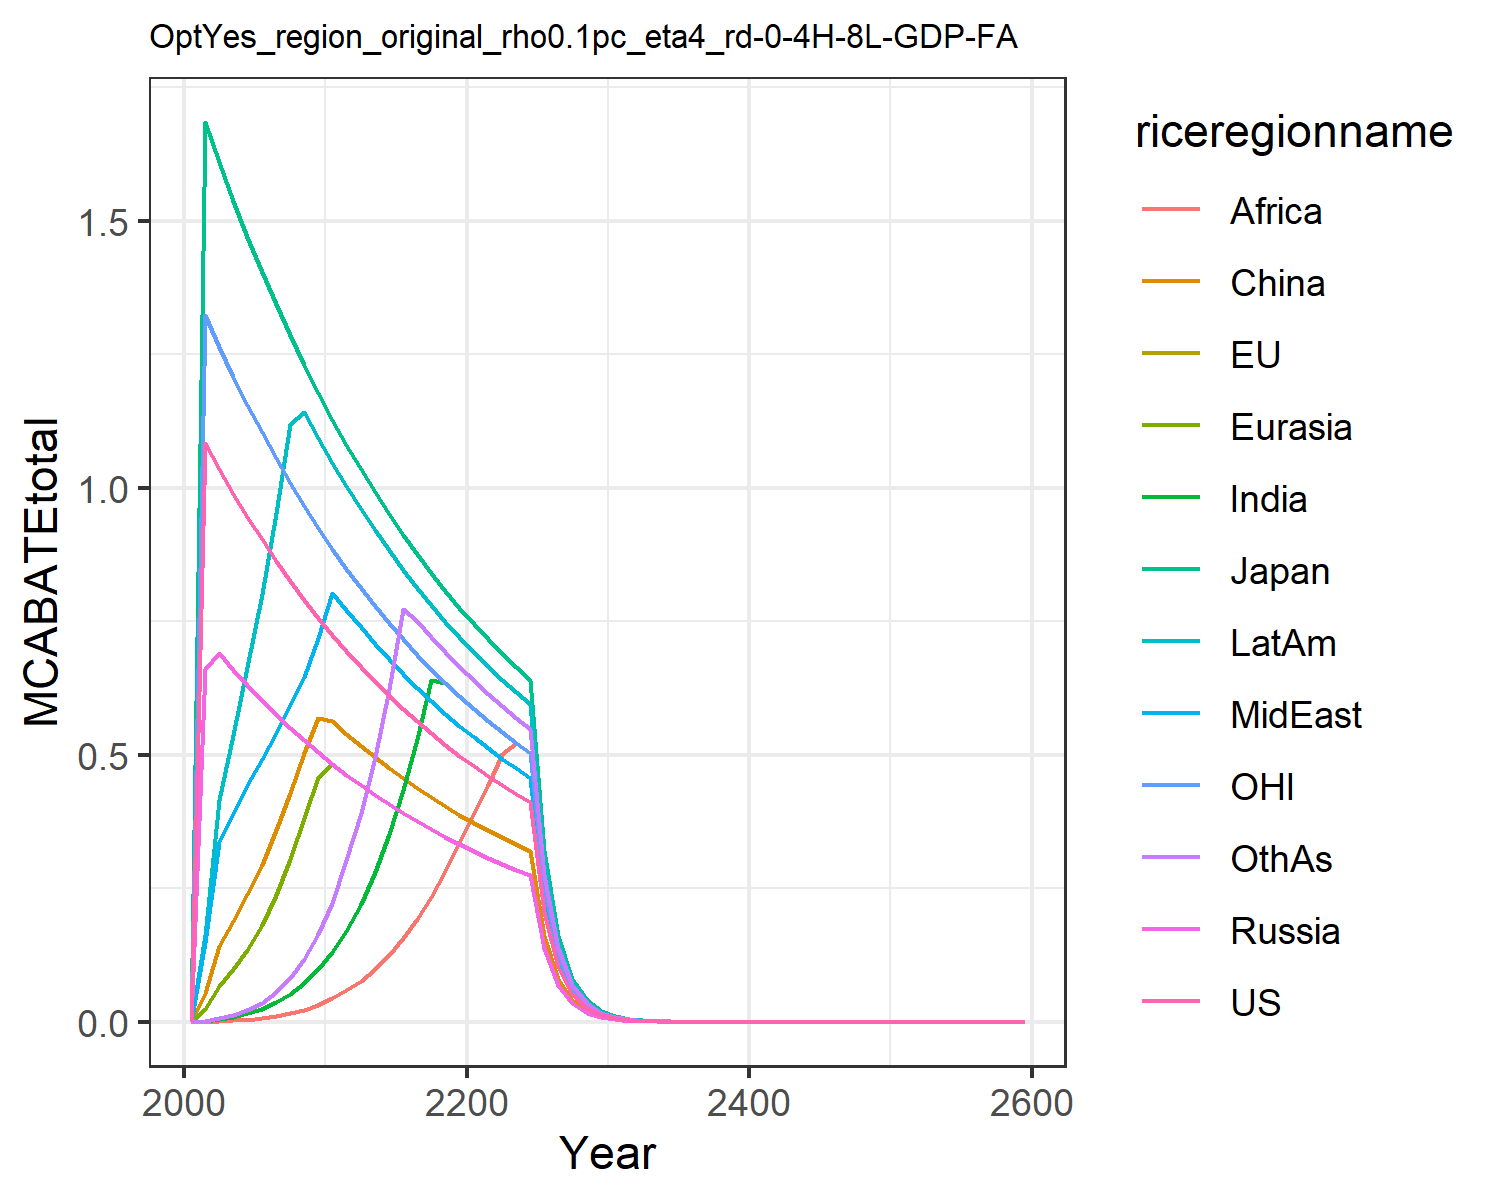 OptYes_region_original_rho0.1pc_eta4_rd-0-4H-8L-GDP-FA
MCABATEtotal
1.5
1.0
0.5
0.0
2000
2200
2400
2600
Year
riceregionname
Africa
China
EU
Eurasia
India
Japan
LatAm
MidEast
OHI
OthAs
Russia
US